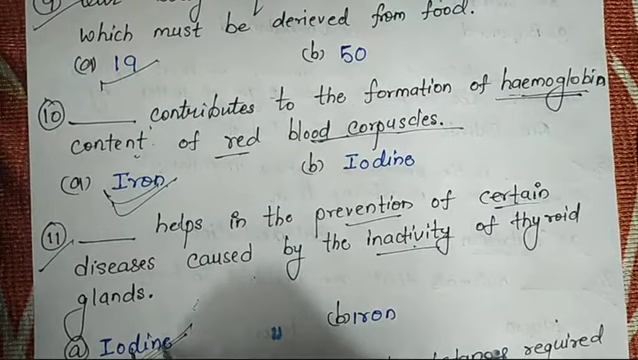 which must be derieved from food.
(a) 19 (b) 50
(10) ______ contributes to the formation of haemoglobin
content of red blood corpuscles.
(a) Iron (b) Iodine
(11) ______ helps in the prevention of certain
diseases caused by the inactivity of thyroid
glands.
(a) Iodine (b) Iron
required